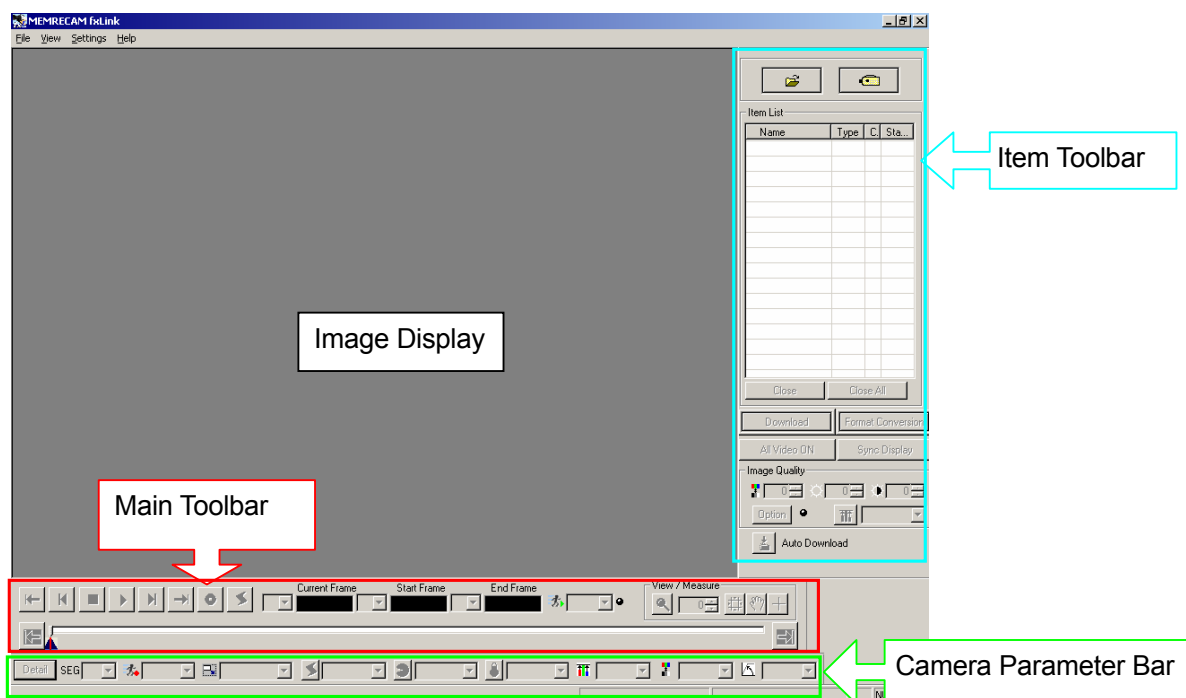 MEMRECAM fxLink
File View Settings Help
Item List
Name Type C. Sta...
Item Toolbar
Image Display
Close Close All
Download Format Conversion
All Video ON Sync Display
Image Quality
0 0 0
Option
Auto Download
Main Toolbar
Current Frame Start Frame End Frame View / Measure
0
Detail SEG
Camera Parameter Bar